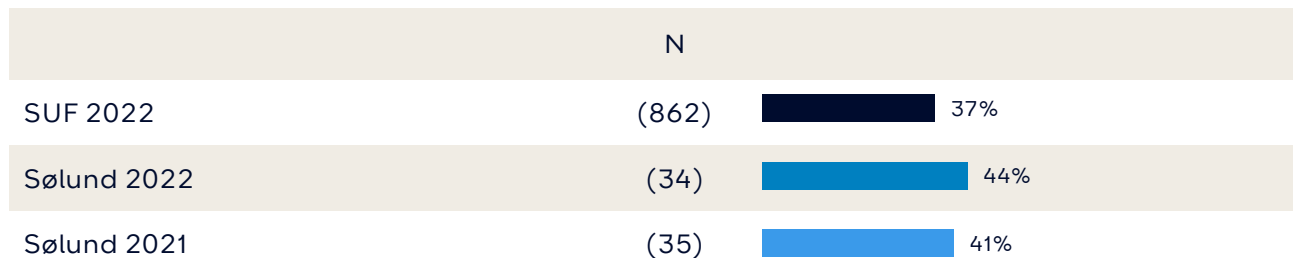 N
SUF 2022 (862) 37%
Sølund 2022 (34) 44%
Sølund 2021 (35) 41%